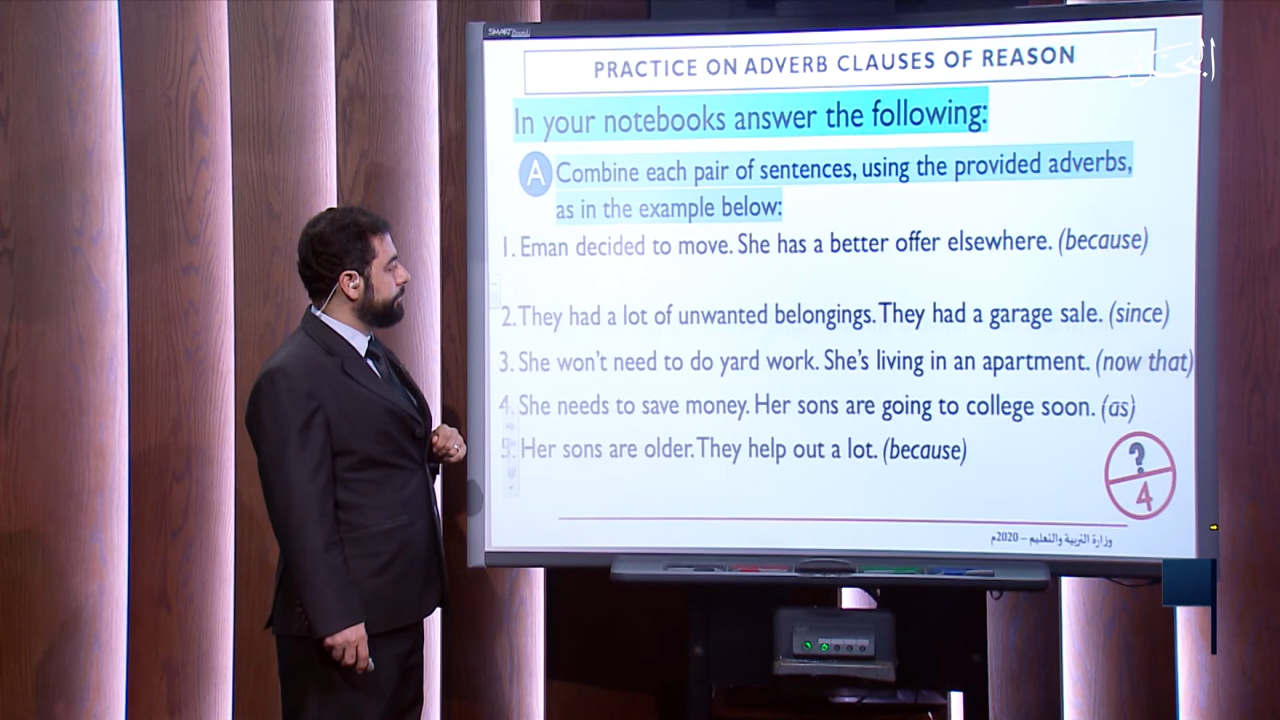 SMART Board
البحرين
PRACTICE ON ADVERB CLAUSES OF REASON
In your notebooks answer the following:
A Combine each pair of sentences, using the provided adverbs,
as in the example below:
1. Eman decided to move. She has a better offer elsewhere. (because)
2. They had a lot of unwanted belongings. They had a garage sale. (since)
3. She won't need to do yard work. She's living in an apartment. (now that)
4. She needs to save money. Her sons are going to college soon. (as)
5. Her sons are older. They help out a lot. (because)
?
4
وزارة التربية والتعليم – 2020م